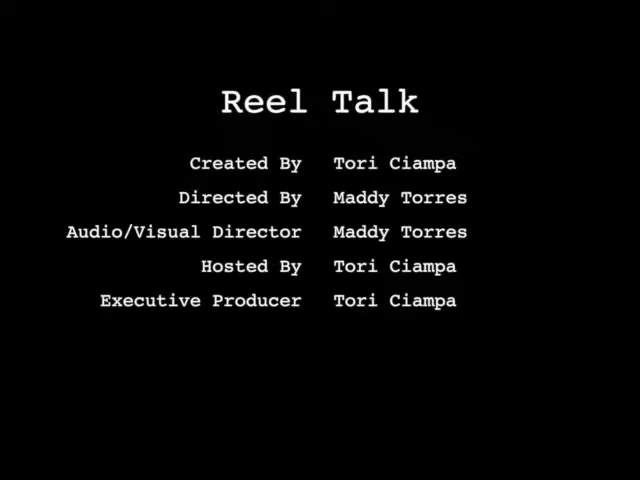 Reel Talk
Created By Tori Ciampa
Directed By Maddy Torres
Audio/Visual Director Maddy Torres
Hosted By Tori Ciampa
Executive Producer Tori Ciampa